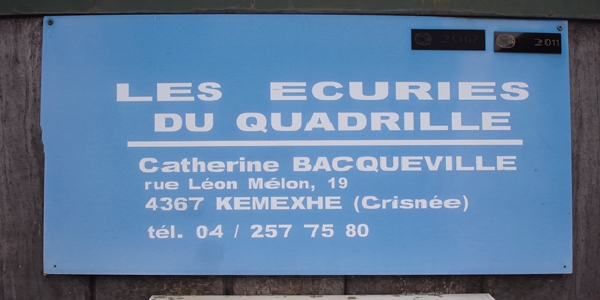 2007 2011
LES ECURIES
DU QUADRILLE
Catherine BACQUEVILLE
rue Léon Mélon, 19
4367 KEMEXHE (Crisnée)
tél. 04 / 257 75 80